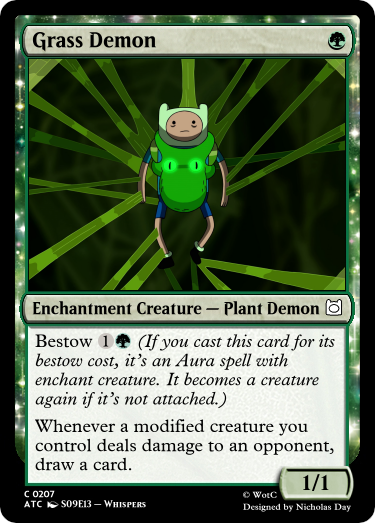 Grass Demon
Enchantment Creature — Plant Demon
Bestow 1 (If you cast this card for its
bestow cost, it's an Aura spell with
enchant creature. It becomes a creature
again if it's not attached.)
Whenever a modified creature you
control deals damage to an opponent,
draw a card.
1/1
C 0207
ATC S09E13 — Whispers
© WotC
Designed by Nicholas Day